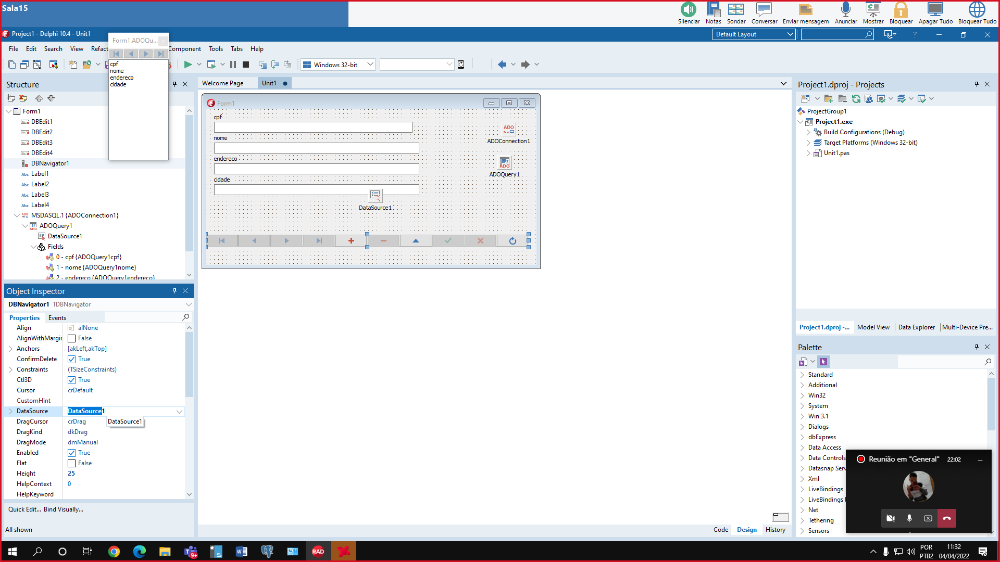 Sala15
Silenciar
Notas
Sondar
Conversar
Enviar mensagem
Anunciar
Mostrar
Bloquear
Apagar Tudo
Bloquear Tudo
Project1 - Delphi 10.4 - Unit1
Default Layout
?
File
Edit
Search
View
Refact
Component
Tools
Tabs
Help
Form1.ADOQu...
cpf
nome
endereco
cidade
Windows 32-bit
Structure
Form1
DBEdit1
DBEdit2
DBEdit3
DBEdit4
DBNavigator1
Abc Label1
Abc Label2
Abc Label3
Abc Label4
MSDASQL.1 {ADOConnection1}
ADOQuery1
DataSource1
Fields
0 - cpf {ADOQuery1cpf}
1 - nome {ADOQuery1nome}
2 - endereco {ADOQuery1endereco}
Welcome Page
Unit1
Form1
cpf
nome
endereco
cidade
ADO
ADOConnection1
ADO
ADOQuery1
DataSource1
Object Inspector
DBNavigator1 TDBNavigator
Properties
Events
Align alNone
AlignWithMargin False
Anchors [akLeft,akTop]
ConfirmDelete True
Constraints (TSizeConstraints)
Ctl3D True
Cursor crDefault
CustomHint
DataSource DataSource1
DragCursor crDrag
DataSource1
DragKind dkDrag
DragMode dmManual
Enabled True
Flat False
Height 25
HelpContext 0
HelpKeyword
Quick Edit... Bind Visually...
All shown
Code
Design
History
Project1.dproj - Projects
ProjectGroup1
Project1.exe
Build Configurations (Debug)
Target Platforms (Windows 32-bit)
Unit1.pas
Project1.dproj -...
Model View
Data Explorer
Multi-Device Pre...
Palette
Standard
Additional
Win32
System
Win 3.1
Dialogs
dbExpress
Data Access
Data Controls
Datasnap Serv
Xml
LiveBindings
LiveBindings
Net
Tethering
Sensors
Reunião em "General" 22:02
9+
RAD
POR
PTB2
11:32
04/04/2022